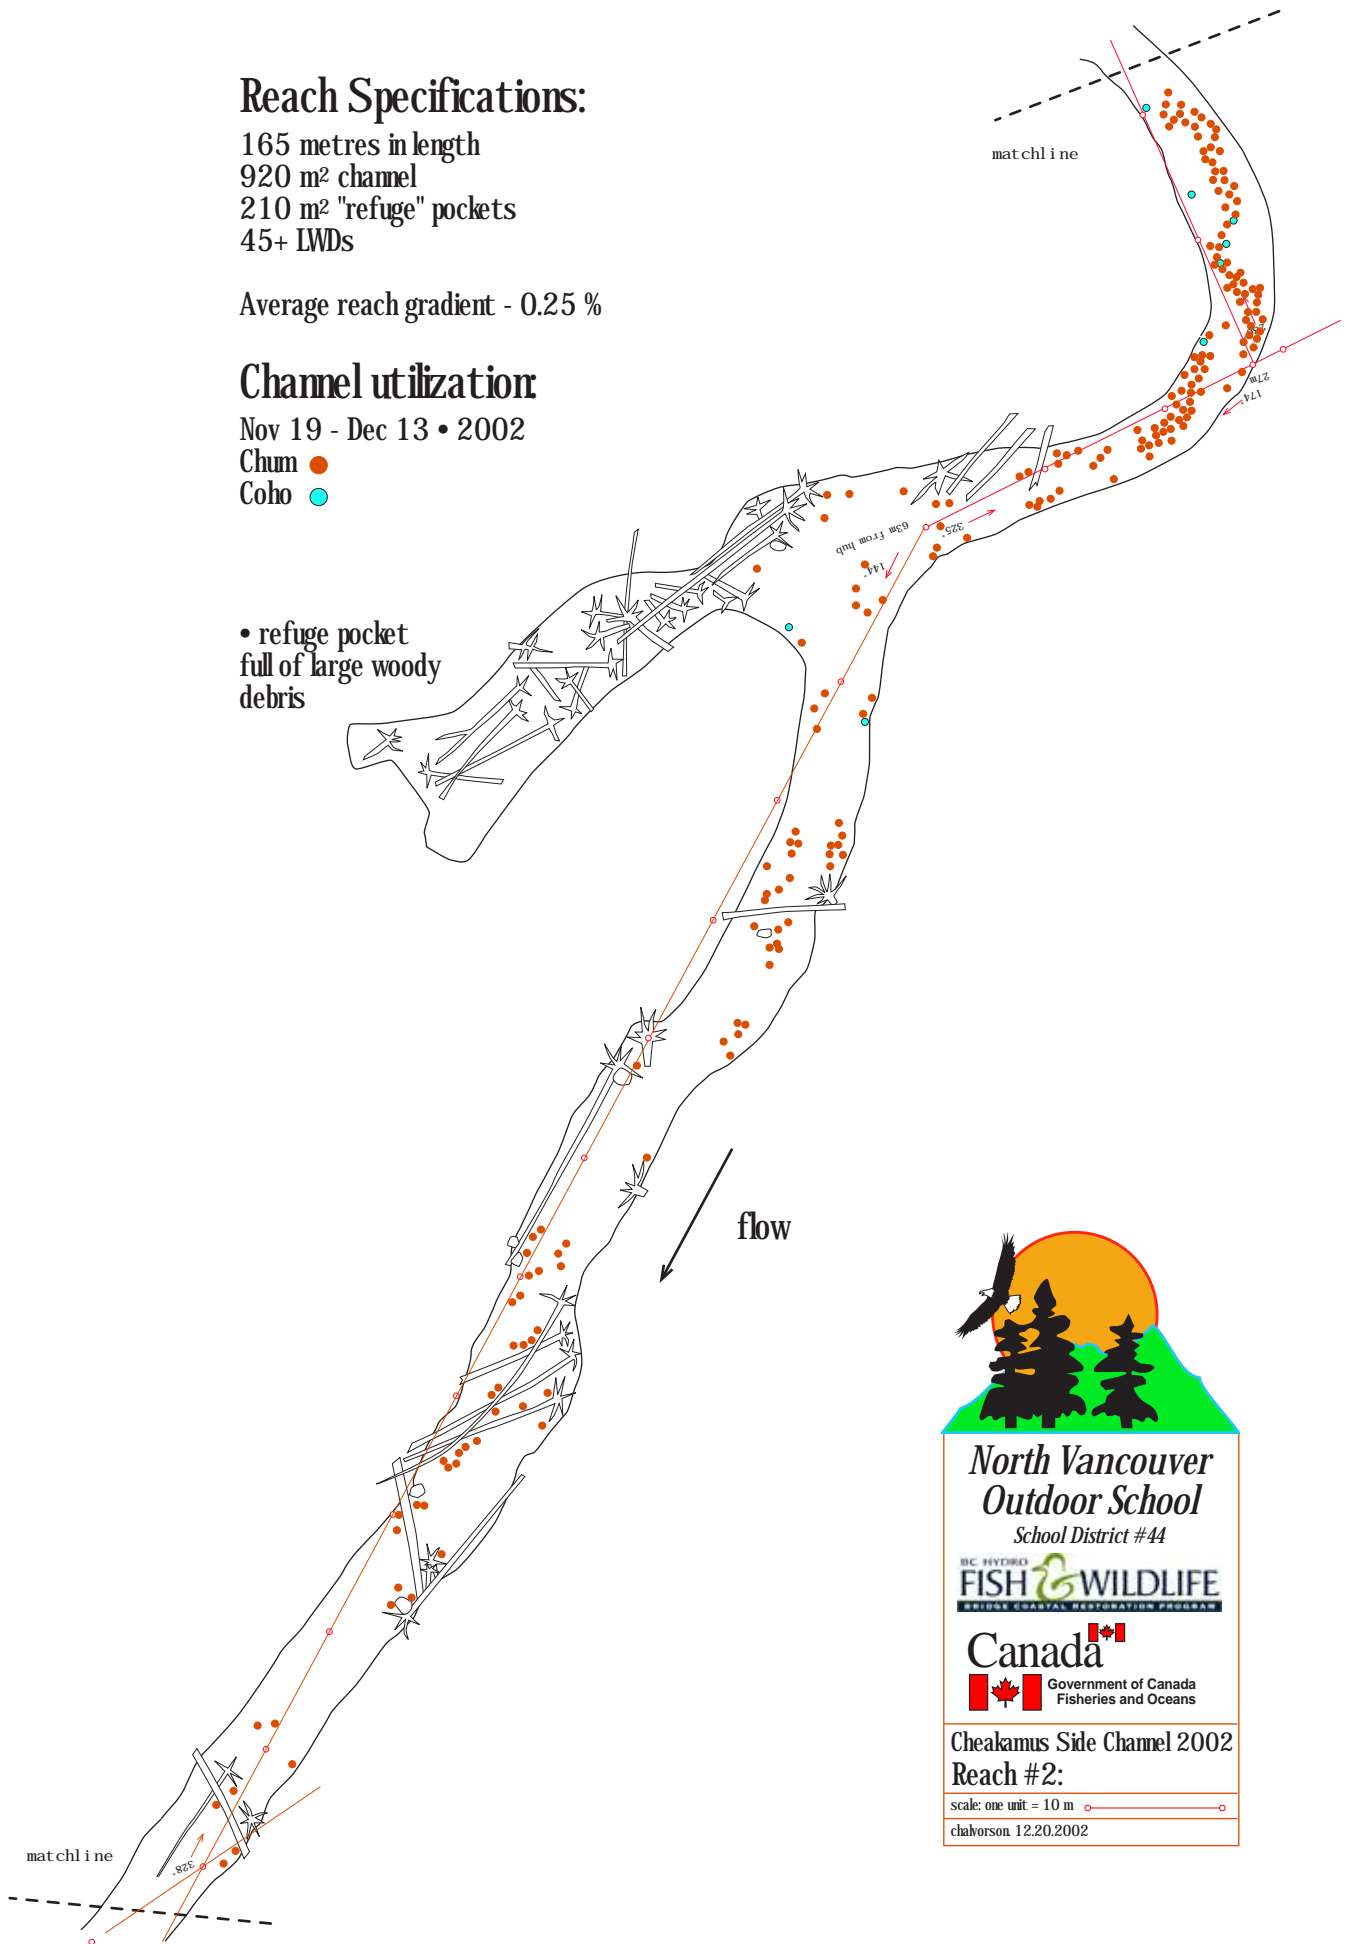 Reach Specifications:
165 metres in length
920 m² channel
210 m² "refuge" pockets
45+ LWDs
Average reach gradient - 0.25 %
Channel utilization:
Nov 19 - Dec 13 • 2002
Chum
Coho
• refuge pocket
full of large woody
debris
matchline
27m
174°
325°
63m from hub
144°
flow
328°
matchline
North Vancouver
Outdoor School
School District #44
BC HYDRO
FISH & WILDLIFE
BRIDGE COASTAL RESTORATION PROGRAM
Canada
Government of Canada
Fisheries and Oceans
Cheakamus Side Channel 2002
Reach #2:
scale: one unit = 10 m
chalvorson. 12.20.2002